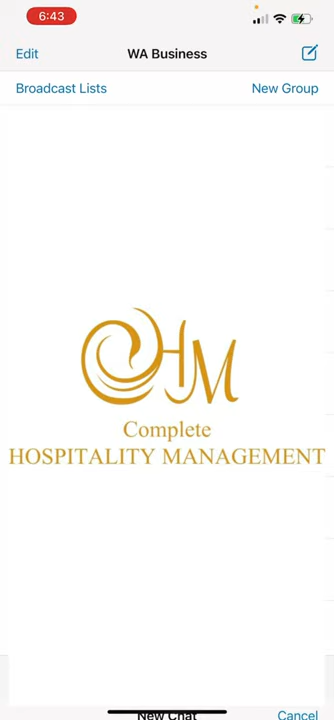 6:43
Edit
WA Business
Broadcast Lists
New Group
CHM
Complete
HOSPITALITY MANAGEMENT
New Chat
Cancel